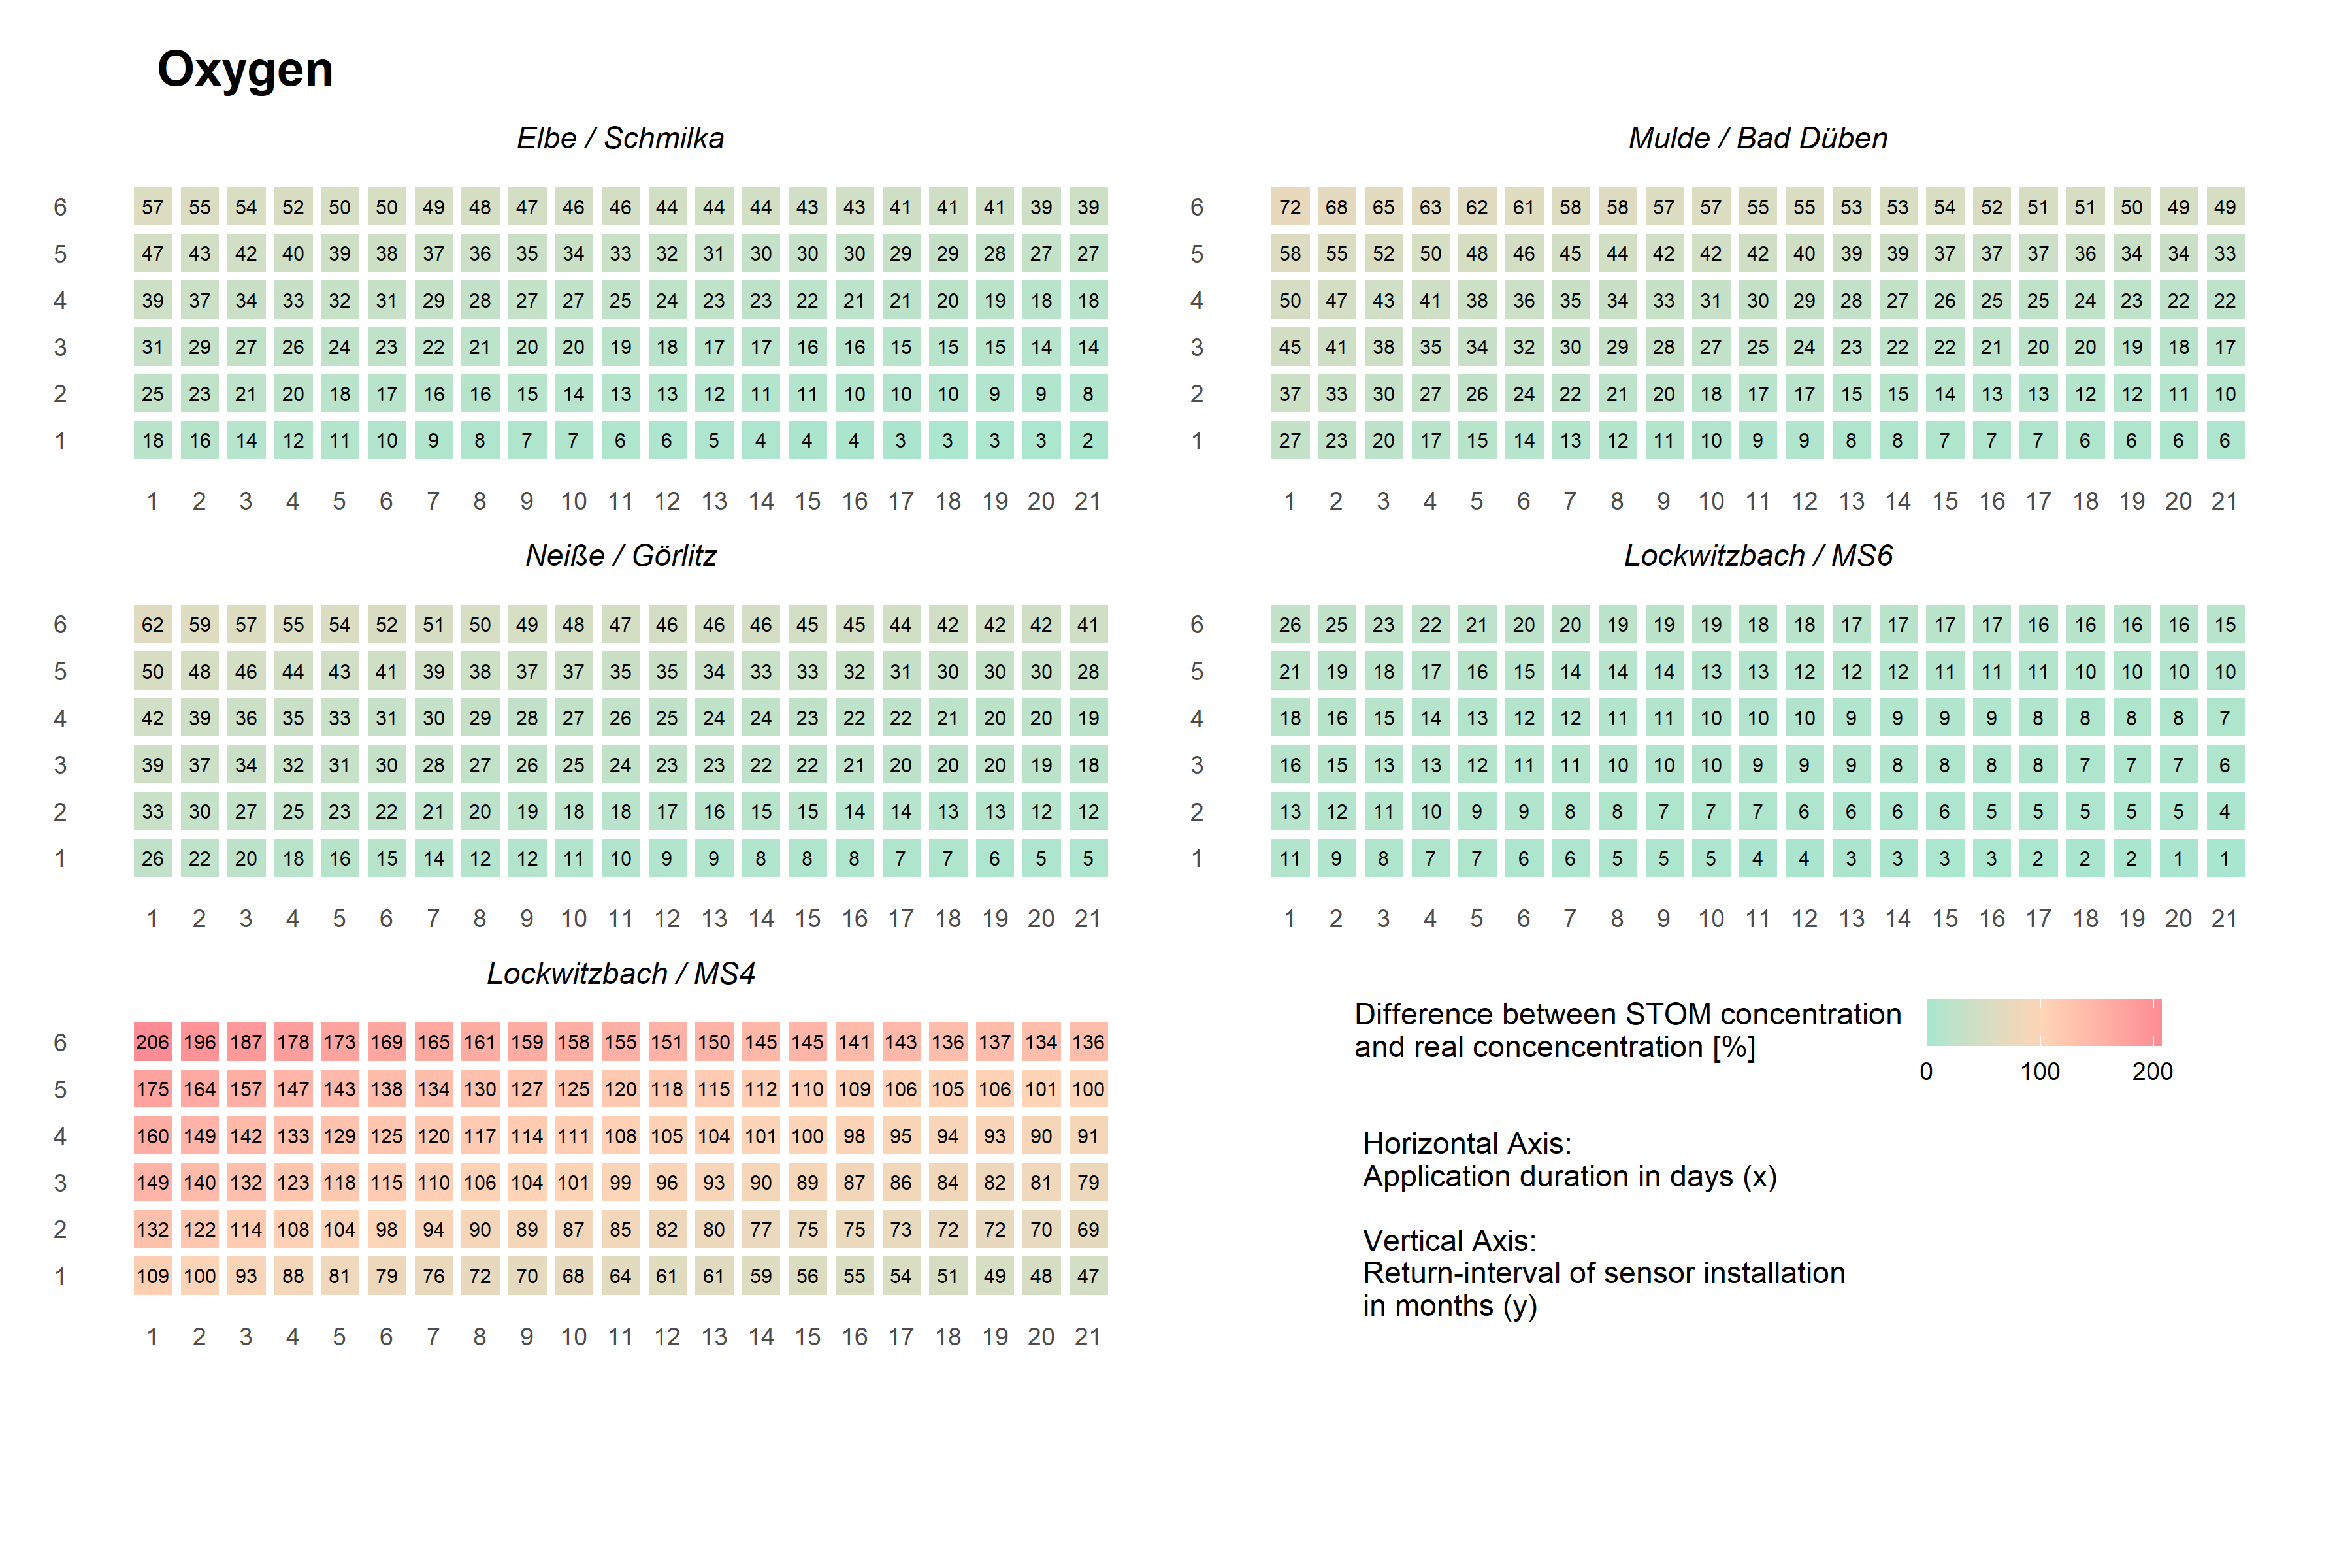 Oxygen
Elbe / Schmilka
6 57 55 54 52 50 50 49 48 47 46 46 44 44 44 43 43 41 41 41 39 39
5 47 43 42 40 39 38 37 36 35 34 33 32 31 30 30 30 29 29 28 27 27
4 39 37 34 33 32 31 29 28 27 27 25 24 23 23 22 21 21 20 19 18 18
3 31 29 27 26 24 23 22 21 20 20 19 18 17 17 16 16 15 15 15 14 14
2 25 23 21 20 18 17 16 16 15 14 13 13 12 11 11 10 10 10 9 9 8
1 18 16 14 12 11 10 9 8 7 7 6 6 5 4 4 4 3 3 3 3 2
1 2 3 4 5 6 7 8 9 10 11 12 13 14 15 16 17 18 19 20 21
Mulde / Bad Düben
6 72 68 65 63 62 61 58 58 57 57 55 55 53 53 54 52 51 51 50 49 49
5 58 55 52 50 48 46 45 44 42 42 42 40 39 39 37 37 37 36 34 34 33
4 50 47 43 41 38 36 35 34 33 31 30 29 28 27 26 25 25 24 23 22 22
3 45 41 38 35 34 32 30 29 28 27 25 24 23 22 22 21 20 20 19 18 17
2 37 33 30 27 26 24 22 21 20 18 17 17 15 15 14 13 13 12 12 11 10
1 27 23 20 17 15 14 13 12 11 10 9 9 8 8 7 7 7 6 6 6 6
1 2 3 4 5 6 7 8 9 10 11 12 13 14 15 16 17 18 19 20 21
Neiße / Görlitz
6 62 59 57 55 54 52 51 50 49 48 47 46 46 46 45 45 44 42 42 42 41
5 50 48 46 44 43 41 39 38 37 37 35 35 34 33 33 32 31 30 30 30 28
4 42 39 36 35 33 31 30 29 28 27 26 25 24 24 23 22 22 21 20 20 19
3 39 37 34 32 31 30 28 27 26 25 24 23 23 22 22 21 20 20 20 19 18
2 33 30 27 25 23 22 21 20 19 18 18 17 16 15 15 14 14 13 13 12 12
1 26 22 20 18 16 15 14 12 12 11 10 9 9 8 8 8 7 7 6 5 5
1 2 3 4 5 6 7 8 9 10 11 12 13 14 15 16 17 18 19 20 21
Lockwitzbach / MS6
6 26 25 23 22 21 20 20 19 19 19 18 18 17 17 17 17 16 16 16 16 15
5 21 19 18 17 16 15 14 14 14 13 13 12 12 12 11 11 11 10 10 10 10
4 18 16 15 14 13 12 12 11 11 10 10 10 9 9 9 9 8 8 8 8 7
3 16 15 13 13 12 11 11 10 10 10 9 9 9 8 8 8 8 7 7 7 6
2 13 12 11 10 9 9 8 8 7 7 7 6 6 6 6 5 5 5 5 5 4
1 11 9 8 7 7 6 6 5 5 5 4 4 3 3 3 3 2 2 2 1 1
1 2 3 4 5 6 7 8 9 10 11 12 13 14 15 16 17 18 19 20 21
Lockwitzbach / MS4
6 206 196 187 178 173 169 165 161 159 158 155 151 150 145 145 141 143 136 137 134 136
5 175 164 157 147 143 138 134 130 127 125 120 118 115 112 110 109 106 105 106 101 100
4 160 149 142 133 129 125 120 117 114 111 108 105 104 101 100 98 95 94 93 90 91
3 149 140 132 123 118 115 110 106 104 101 99 96 93 90 89 87 86 84 82 81 79
2 132 122 114 108 104 98 94 90 89 87 85 82 80 77 75 75 73 72 72 70 69
1 109 100 93 88 81 79 76 72 70 68 64 61 61 59 56 55 54 51 49 48 47
1 2 3 4 5 6 7 8 9 10 11 12 13 14 15 16 17 18 19 20 21
Difference between STOM concentration
and real concencentration [%]
0 100 200
Horizontal Axis:
Application duration in days (x)
Vertical Axis:
Return-interval of sensor installation
in months (y)